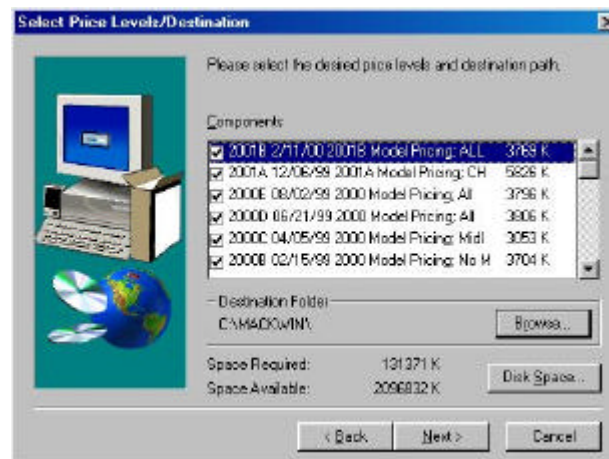 Select Price Levels/Destination
Please select the desired price levels and destination path.
Components
2001B 2/11/00 2001B Model Pricing: ALL 3769 K
2001A 12/06/99 2001A Model Pricing: CH 5826 K
2000E 08/02/99 2000 Model Pricing: All 3796 K
2000D 06/21/99 2000 Model Pricing: All 3806 K
2000C 04/05/99 2000 Model Pricing: Midl 3053 K
2000B 02/15/99 2000 Model Pricing: No M 3704 K
Destination Folder
C:\MACKWIN\
Browse...
Space Required: 131371 K
Space Available: 2096832 K
Disk Space...
< Back
Next >
Cancel